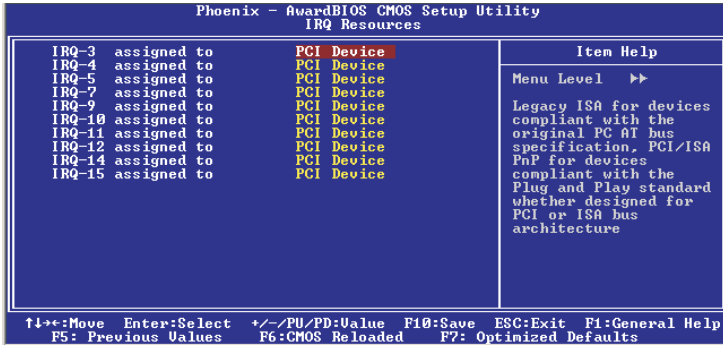 Phoenix - AwardBIOS CMOS Setup Utility
IRQ Resources
IRQ-3 assigned to PCI Device
IRQ-4 assigned to PCI Device
IRQ-5 assigned to PCI Device
IRQ-7 assigned to PCI Device
IRQ-9 assigned to PCI Device
IRQ-10 assigned to PCI Device
IRQ-11 assigned to PCI Device
IRQ-12 assigned to PCI Device
IRQ-14 assigned to PCI Device
IRQ-15 assigned to PCI Device
Item Help
Menu Level ▸▸
Legacy ISA for devices
compliant with the
original PC AT bus
specification, PCI/ISA
PnP for devices
compliant with the
Plug and Play standard
whether designed for
PCI or ISA bus
architecture
↑↓→←:Move Enter:Select +/-/PU/PD:Value F10:Save ESC:Exit F1:General Help
F5: Previous Values F6:CMOS Reloaded F7: Optimized Defaults